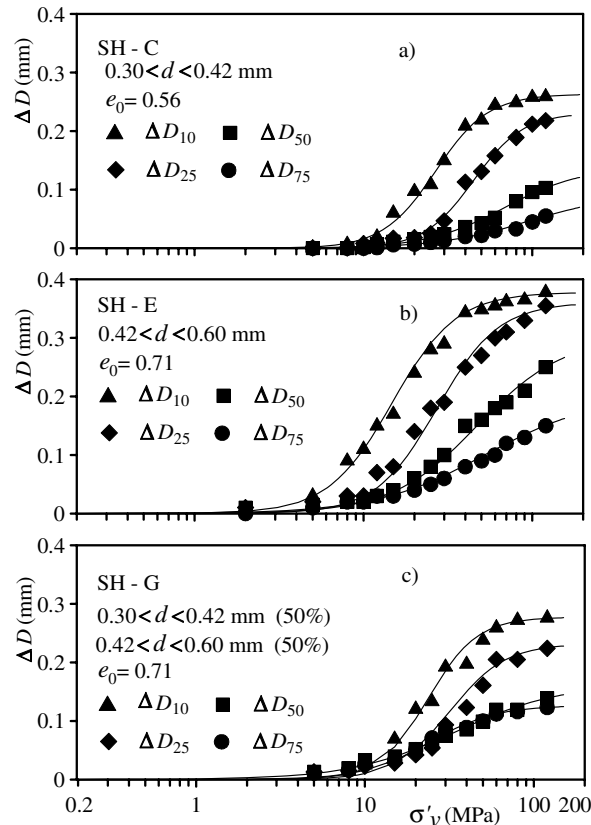 0.4
0.3
0.2
0.1
0
ΔD (mm)
SH - C
a)
0.30<d<0.42 mm
e₀= 0.56
ΔD₁₀ ΔD₅₀
ΔD₂₅ ΔD₇₅
0.4
0.3
0.2
0.1
0
ΔD (mm)
SH - E
b)
0.42<d<0.60 mm
e₀= 0.71
ΔD₁₀ ΔD₅₀
ΔD₂₅ ΔD₇₅
0.4
0.3
0.2
0.1
0
ΔD (mm)
SH - G
c)
0.30<d<0.42 mm (50%)
0.42<d<0.60 mm (50%)
e₀= 0.71
ΔD₁₀ ΔD₅₀
ΔD₂₅ ΔD₇₅
0.2 1 10 100 200
σ′ᵥ (MPa)